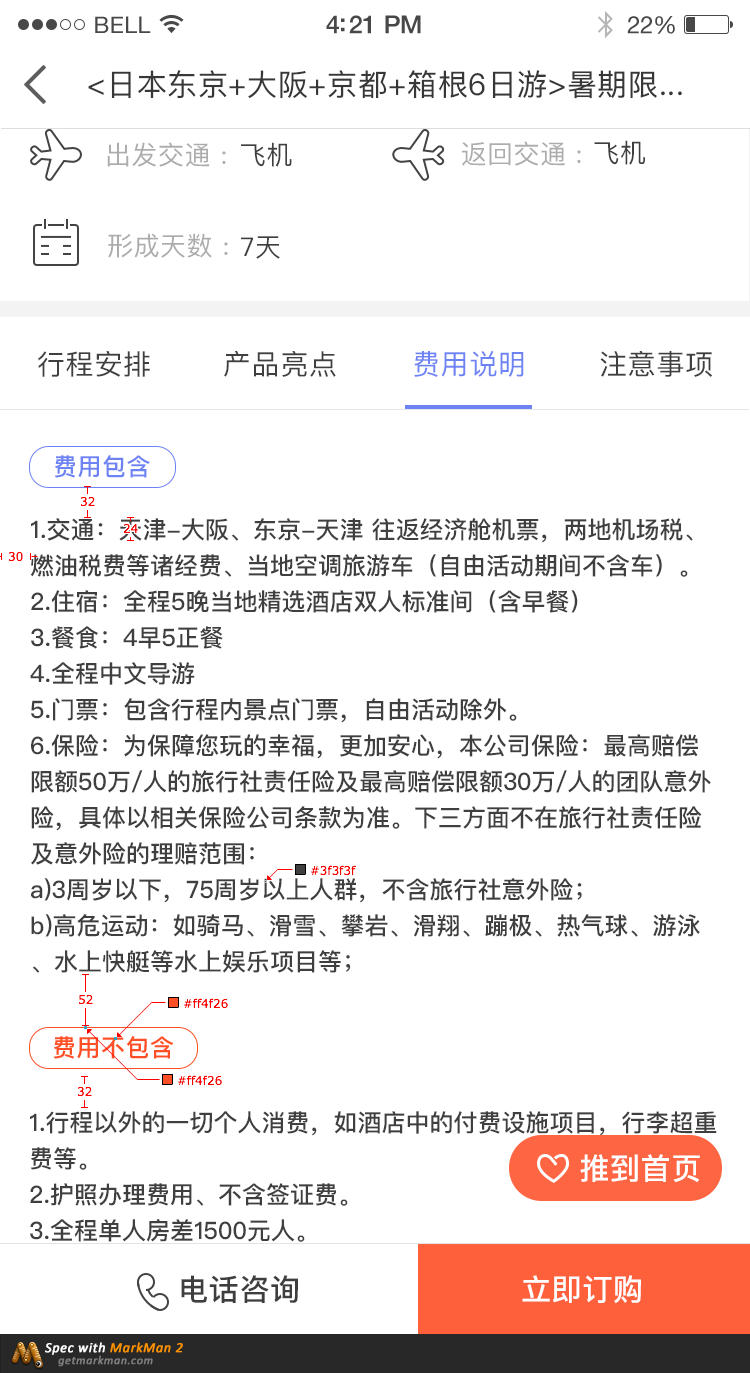 BELL 4:21 PM 22%
<日本东京+大阪+京都+箱根6日游>暑期限...
出发交通：飞机 返回交通：飞机
形成天数：7天
行程安排 产品亮点 费用说明 注意事项
费用包含
32
24
1.交通：天津-大阪、东京-天津 往返经济舱机票，两地机场税、
30
燃油税费等诸经费、当地空调旅游车（自由活动期间不含车）。
2.住宿：全程5晚当地精选酒店双人标准间（含早餐）
3.餐食：4早5正餐
4.全程中文导游
5.门票：包含行程内景点门票，自由活动除外。
6.保险：为保障您玩的幸福，更加安心，本公司保险：最高赔偿
限额50万/人的旅行社责任险及最高赔偿限额30万/人的团队意外
险，具体以相关保险公司条款为准。下三方面不在旅行社责任险
及意外险的理赔范围：
#3f3f3f
a)3周岁以下，75周岁以上人群，不含旅行社意外险；
b)高危运动：如骑马、滑雪、攀岩、滑翔、蹦极、热气球、游泳
、水上快艇等水上娱乐项目等；
52
#ff4f26
费用不包含
#ff4f26
32
1.行程以外的一切个人消费，如酒店中的付费设施项目，行李超重
费等。
推到首页
2.护照办理费用、不含签证费。
3.全程单人房差1500元人。
电话咨询 立即订购
Spec with MarkMan 2
getmarkman.com